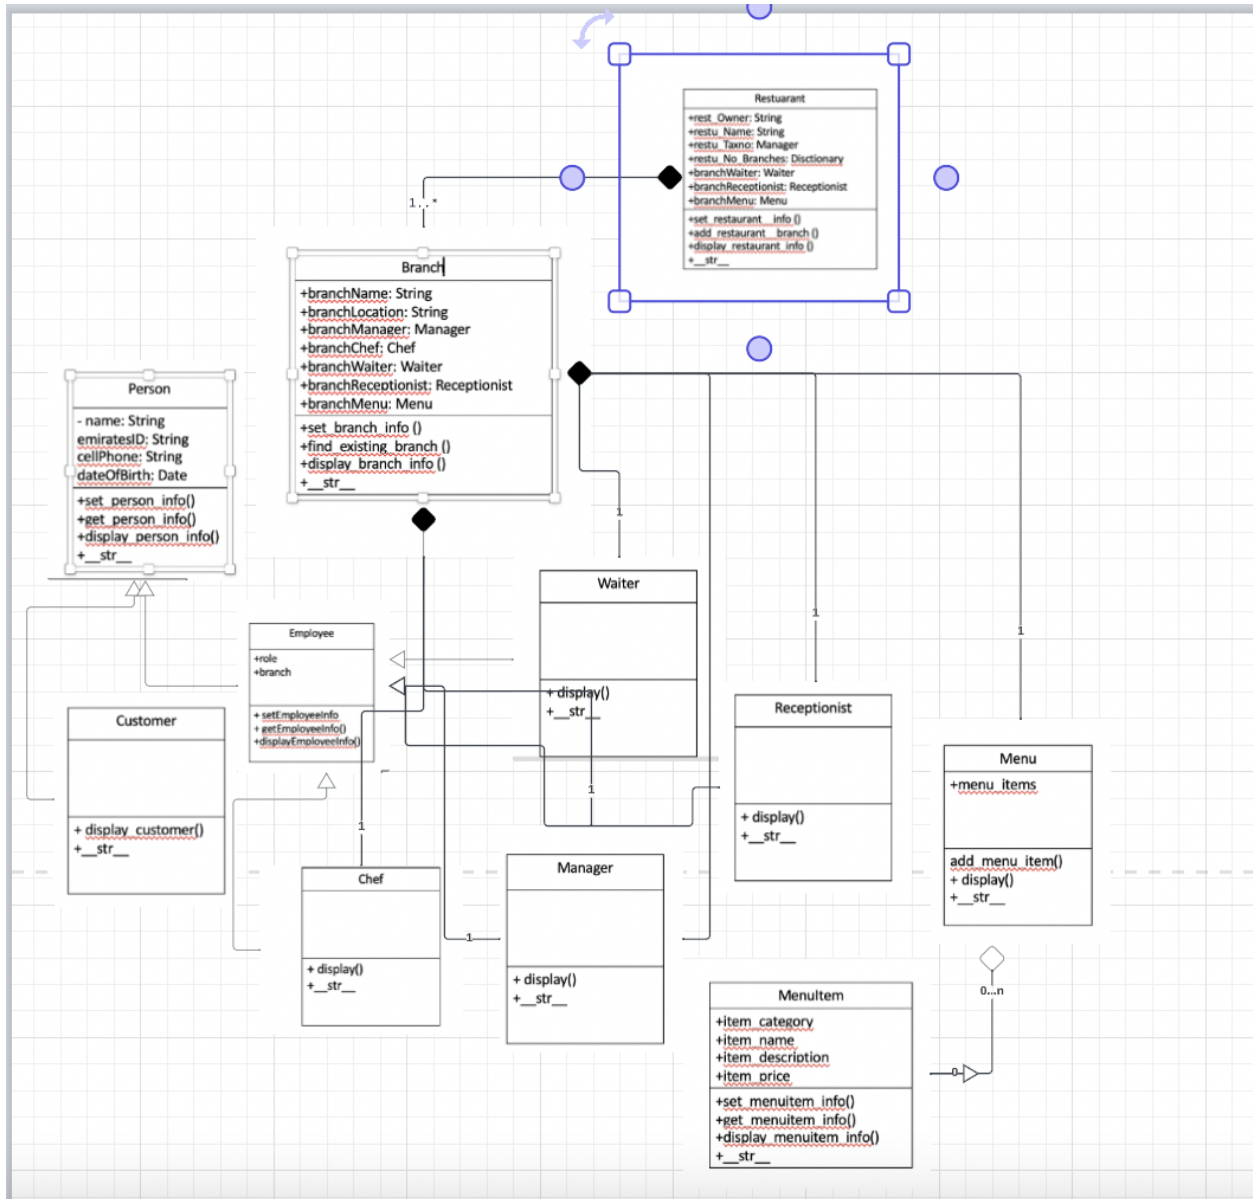 Restuarant
+rest_Owner: String
+restu_Name: String
+restu_Taxno: Manager
+restu_No_Branches: Disctionary
+branchWaiter: Waiter
+branchReceptionist: Receptionist
+branchMenu: Menu
+set_restaurant__info ()
+add_restaurant__branch ()
+display_restaurant_info ()
+__str__
1...*
Branch
+branchName: String
+branchLocation: String
+branchManager: Manager
+branchChef: Chef
+branchWaiter: Waiter
+branchReceptionist: Receptionist
+branchMenu: Menu
+set_branch_info ()
+find_existing_branch ()
+display_branch_info ()
+__str__
Person
- name: String
emiratesID: String
cellPhone: String
dateOfBirth: Date
+set_person_info()
+get_person_info()
+display_person_info()
+__str__
1
Waiter
+ display()
+__str__
1
1
Employee
+role
+branch
+ setEmployeeInfo
+ getEmployeeInfo()
+displayEmployeeInfo()
Customer
+ display_customer()
+__str__
Receptionist
+ display()
+__str__
Menu
+menu_items
add_menu_item()
+ display()
+__str__
1
1
Chef
+ display()
+__str__
Manager
+ display()
+__str__
1
0...n
MenuItem
+item_category
+item_name
+item_description
+item_price
+set_menuitem_info()
+get_menuitem_info()
+display_menuitem_info()
+__str__
0